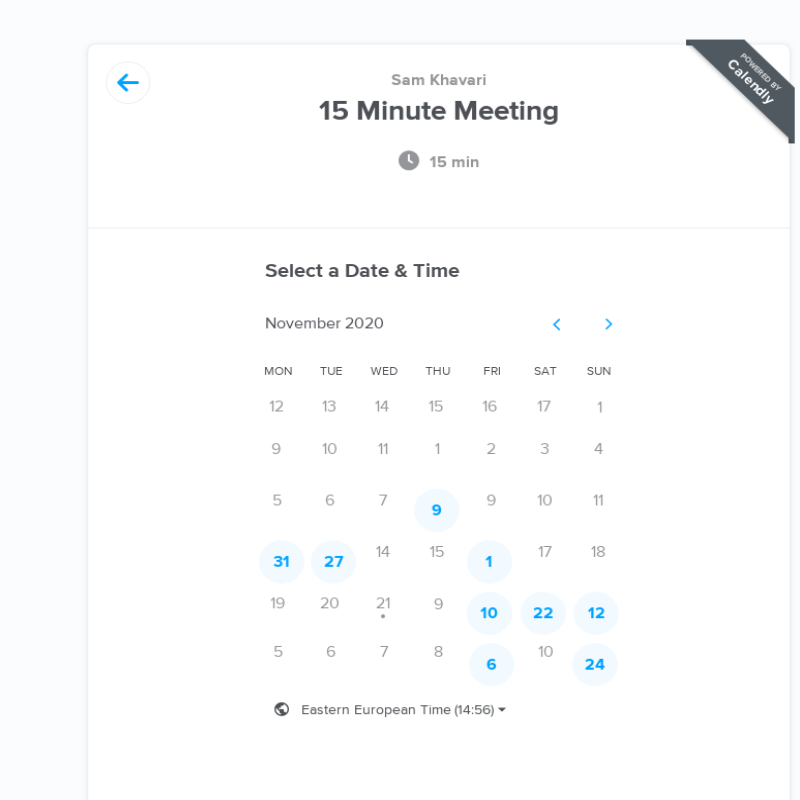 Sam Khavari
15 Minute Meeting
15 min
POWERED BY
Calendly
Select a Date & Time
November 2020
MON TUE WED THU FRI SAT SUN
12 13 14 15 16 17 1
9 10 11 1 2 3 4
5 6 7 9 9 10 11
31 27 14 15 1 17 18
19 20 21 9 10 22 12
5 6 7 8 6 10 24
Eastern European Time (14:56)